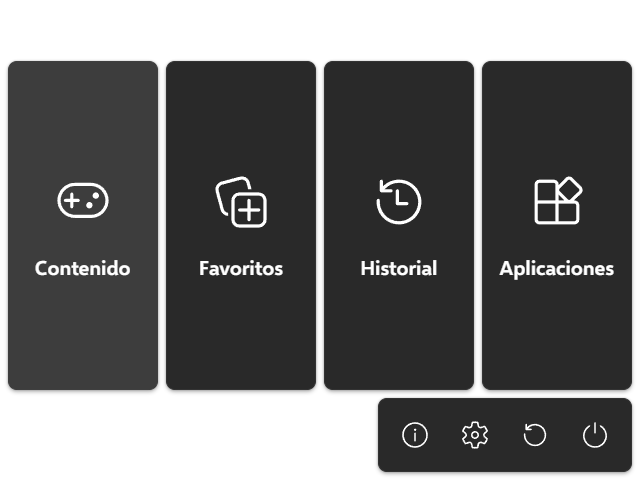 Contenido
Favoritos
Historial
Aplicaciones